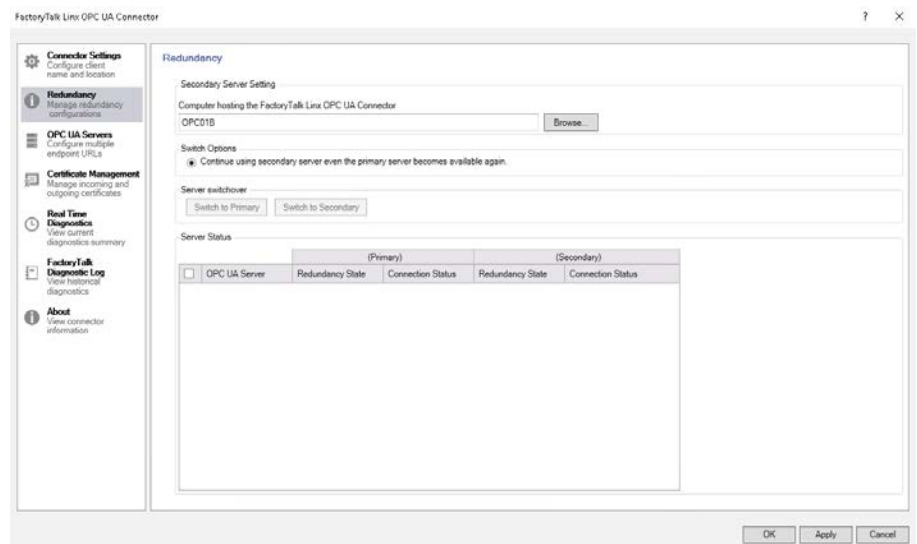 FactoryTalk Linx OPC UA Connector
?
Connector Settings
Configure client
name and location
Redundancy
Manage redundancy
configurations
OPC UA Servers
Configure multiple
endpoint URLs
Certificate Management
Manage incoming and
outgoing certificates
Real Time
Diagnostics
View current
diagnostics summary
FactoryTalk
Diagnostic Log
View historical
diagnostics
About
View connector
information
Redundancy
Secondary Server Setting
Computer hosting the FactoryTalk Linx OPC UA Connector
OPC01B
Browse...
Switch Options
Continue using secondary server even the primary server becomes available again.
Server switchover
Switch to Primary
Switch to Secondary
Server Status
(Primary) (Secondary)
OPC UA Server Redundancy State Connection Status Redundancy State Connection Status
OK Apply Cancel